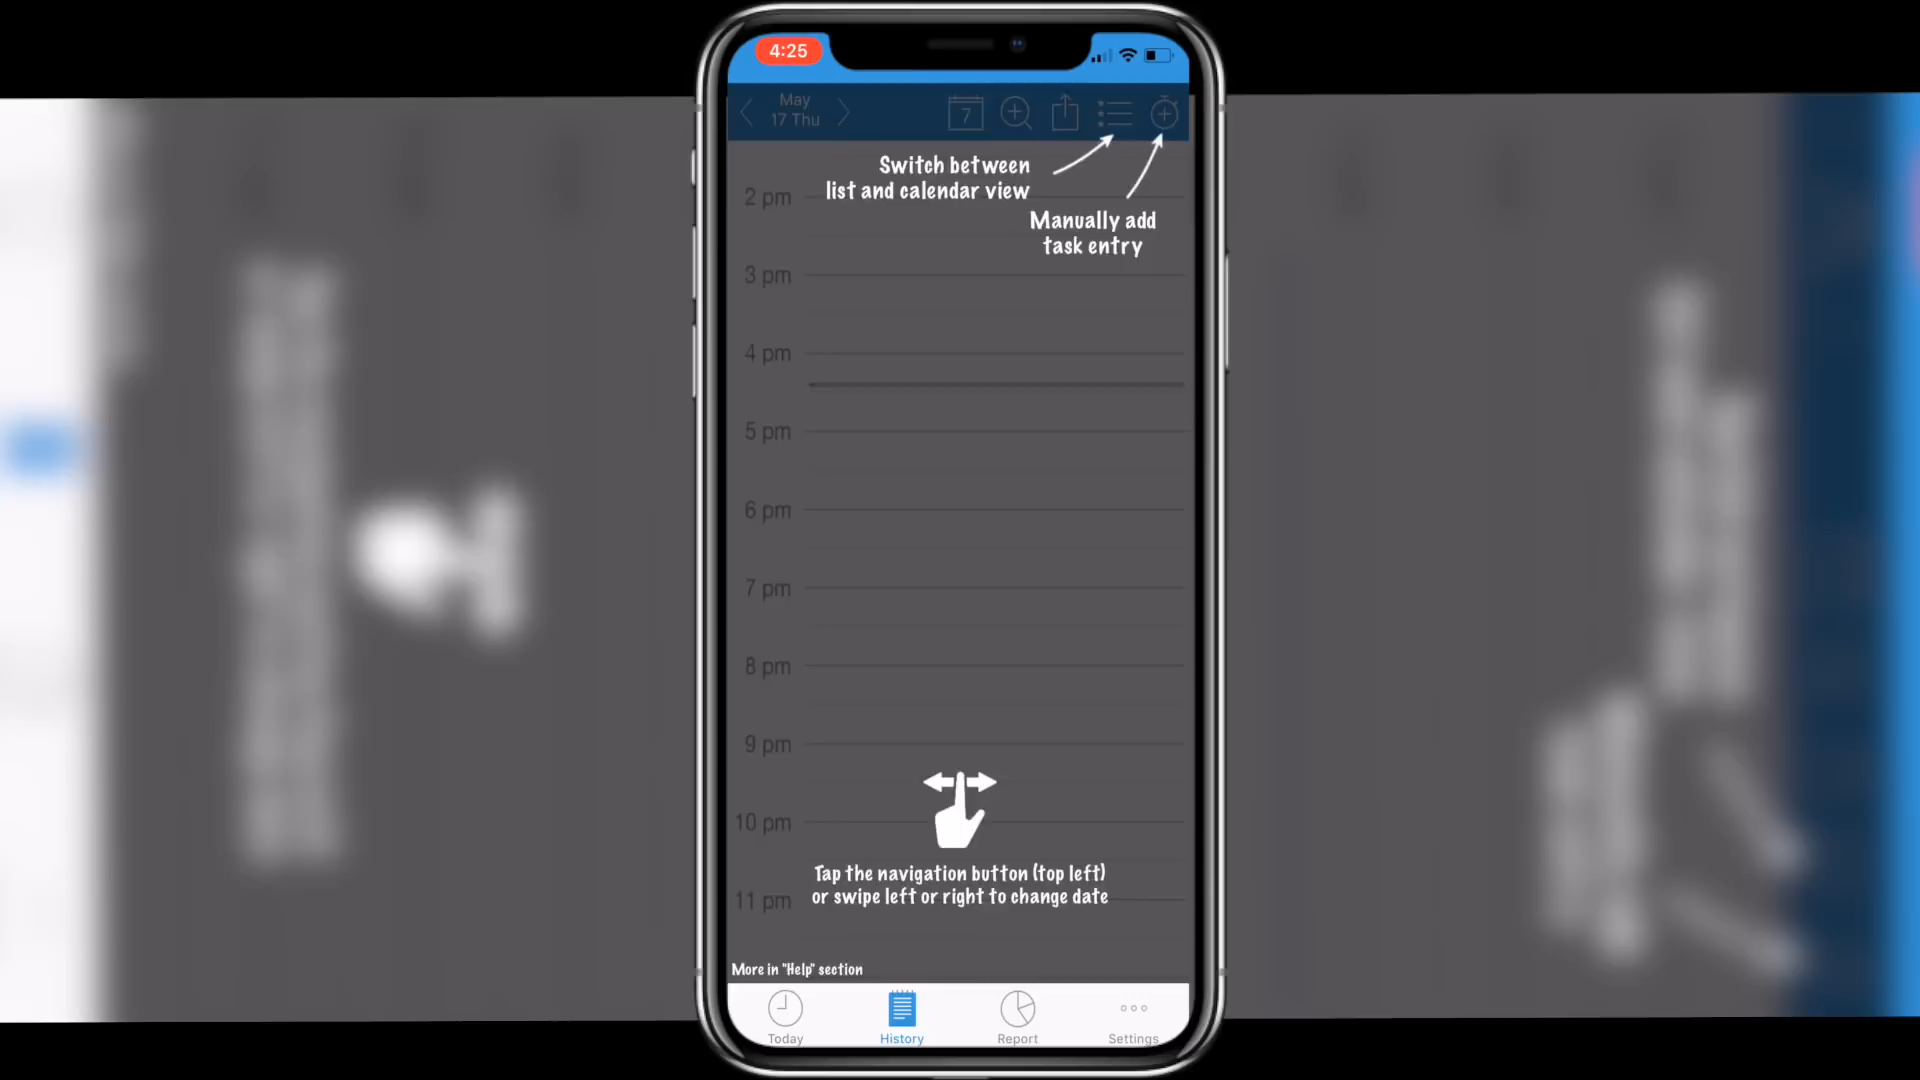 4:25
May
17 Thu
7
Switch between
list and calendar view
Manually add
task entry
2 pm
3 pm
4 pm
5 pm
6 pm
7 pm
8 pm
9 pm
10 pm
11 pm
Tap the navigation button (top left)
or swipe left or right to change date
More in "Help" section
Today
History
Report
Settings